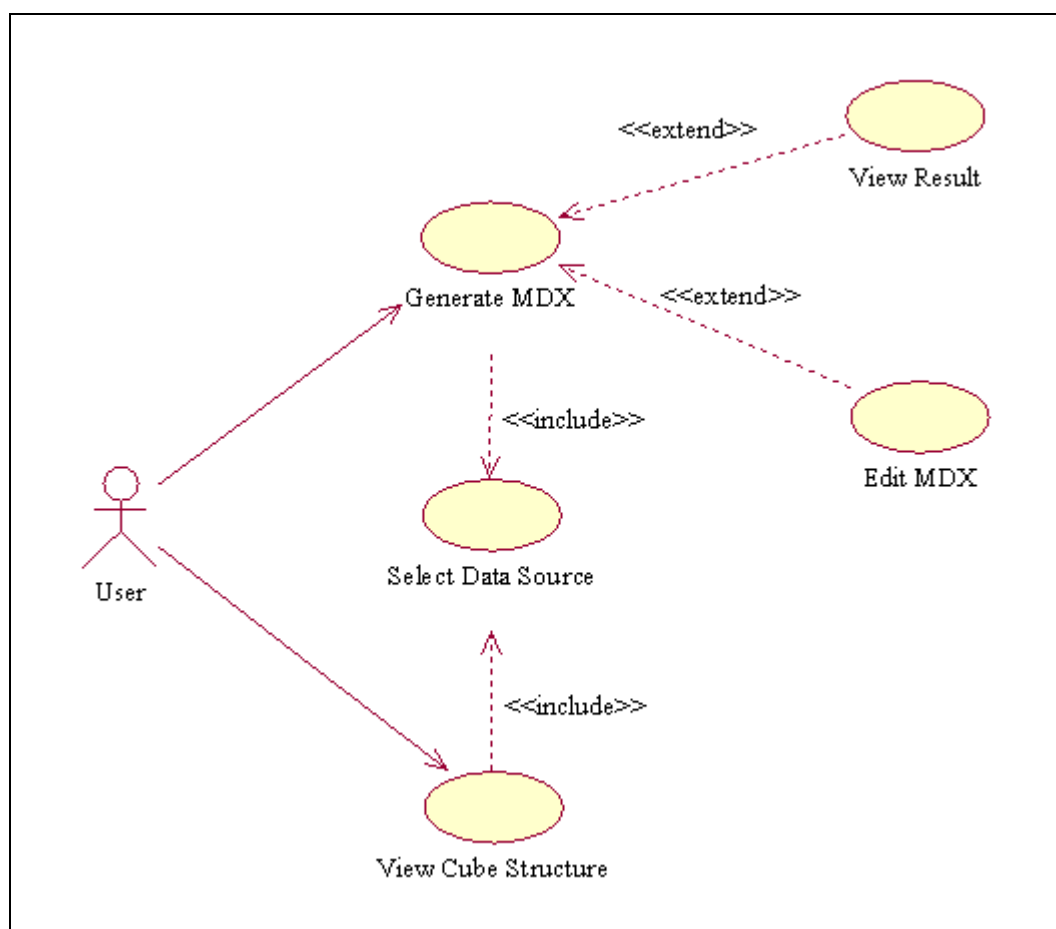 <<extend>>
View Result
Generate MDX
<<extend>>
<<include>>
Edit MDX
Select Data Source
User
<<include>>
View Cube Structure